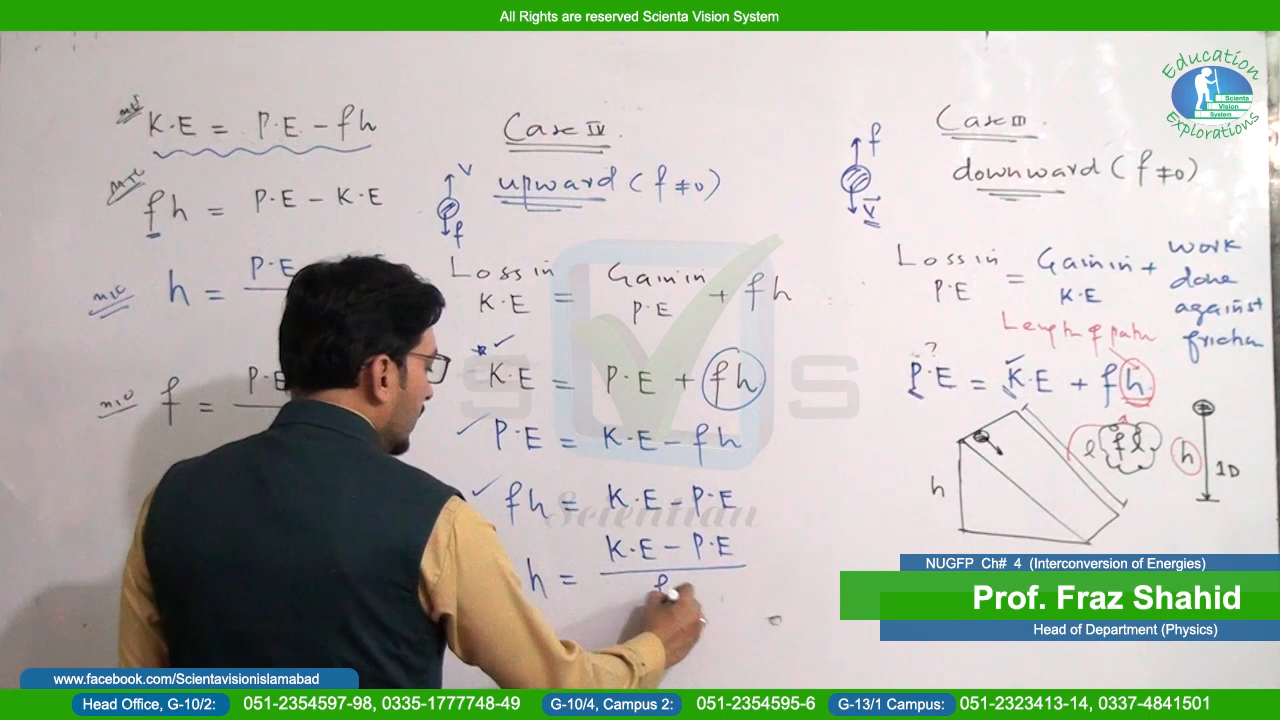 All Rights are reserved Scienta Vision System
Education
Scienta
Vision
System
Explorations
K.E = P.E - fh
fh = P.E - K.E
h = P.E
f = P.E
Case IV.
upward (f ≠ 0)
v
f
Loss in K.E = Gain in P.E + fh
K.E = P.E + fh
P.E = K.E - fh
fh = K.E - P.E
h = K.E - P.E
f
Case III.
downward (f ≠ 0)
f
V
Loss in P.E = Gain in K.E + work done against friction
Length of path
?
P.E = K.E + fh
h
l
fl
h
1D
SVS
Scientian
NUGFP Ch# 4 (Interconversion of Energies)
Prof. Fraz Shahid
Head of Department (Physics)
www.facebook.com/Scientavisionislamabad
Head Office, G-10/2: 051-2354597-98, 0335-1777748-49 G-10/4, Campus 2: 051-2354595-6 G-13/1 Campus: 051-2323413-14, 0337-4841501